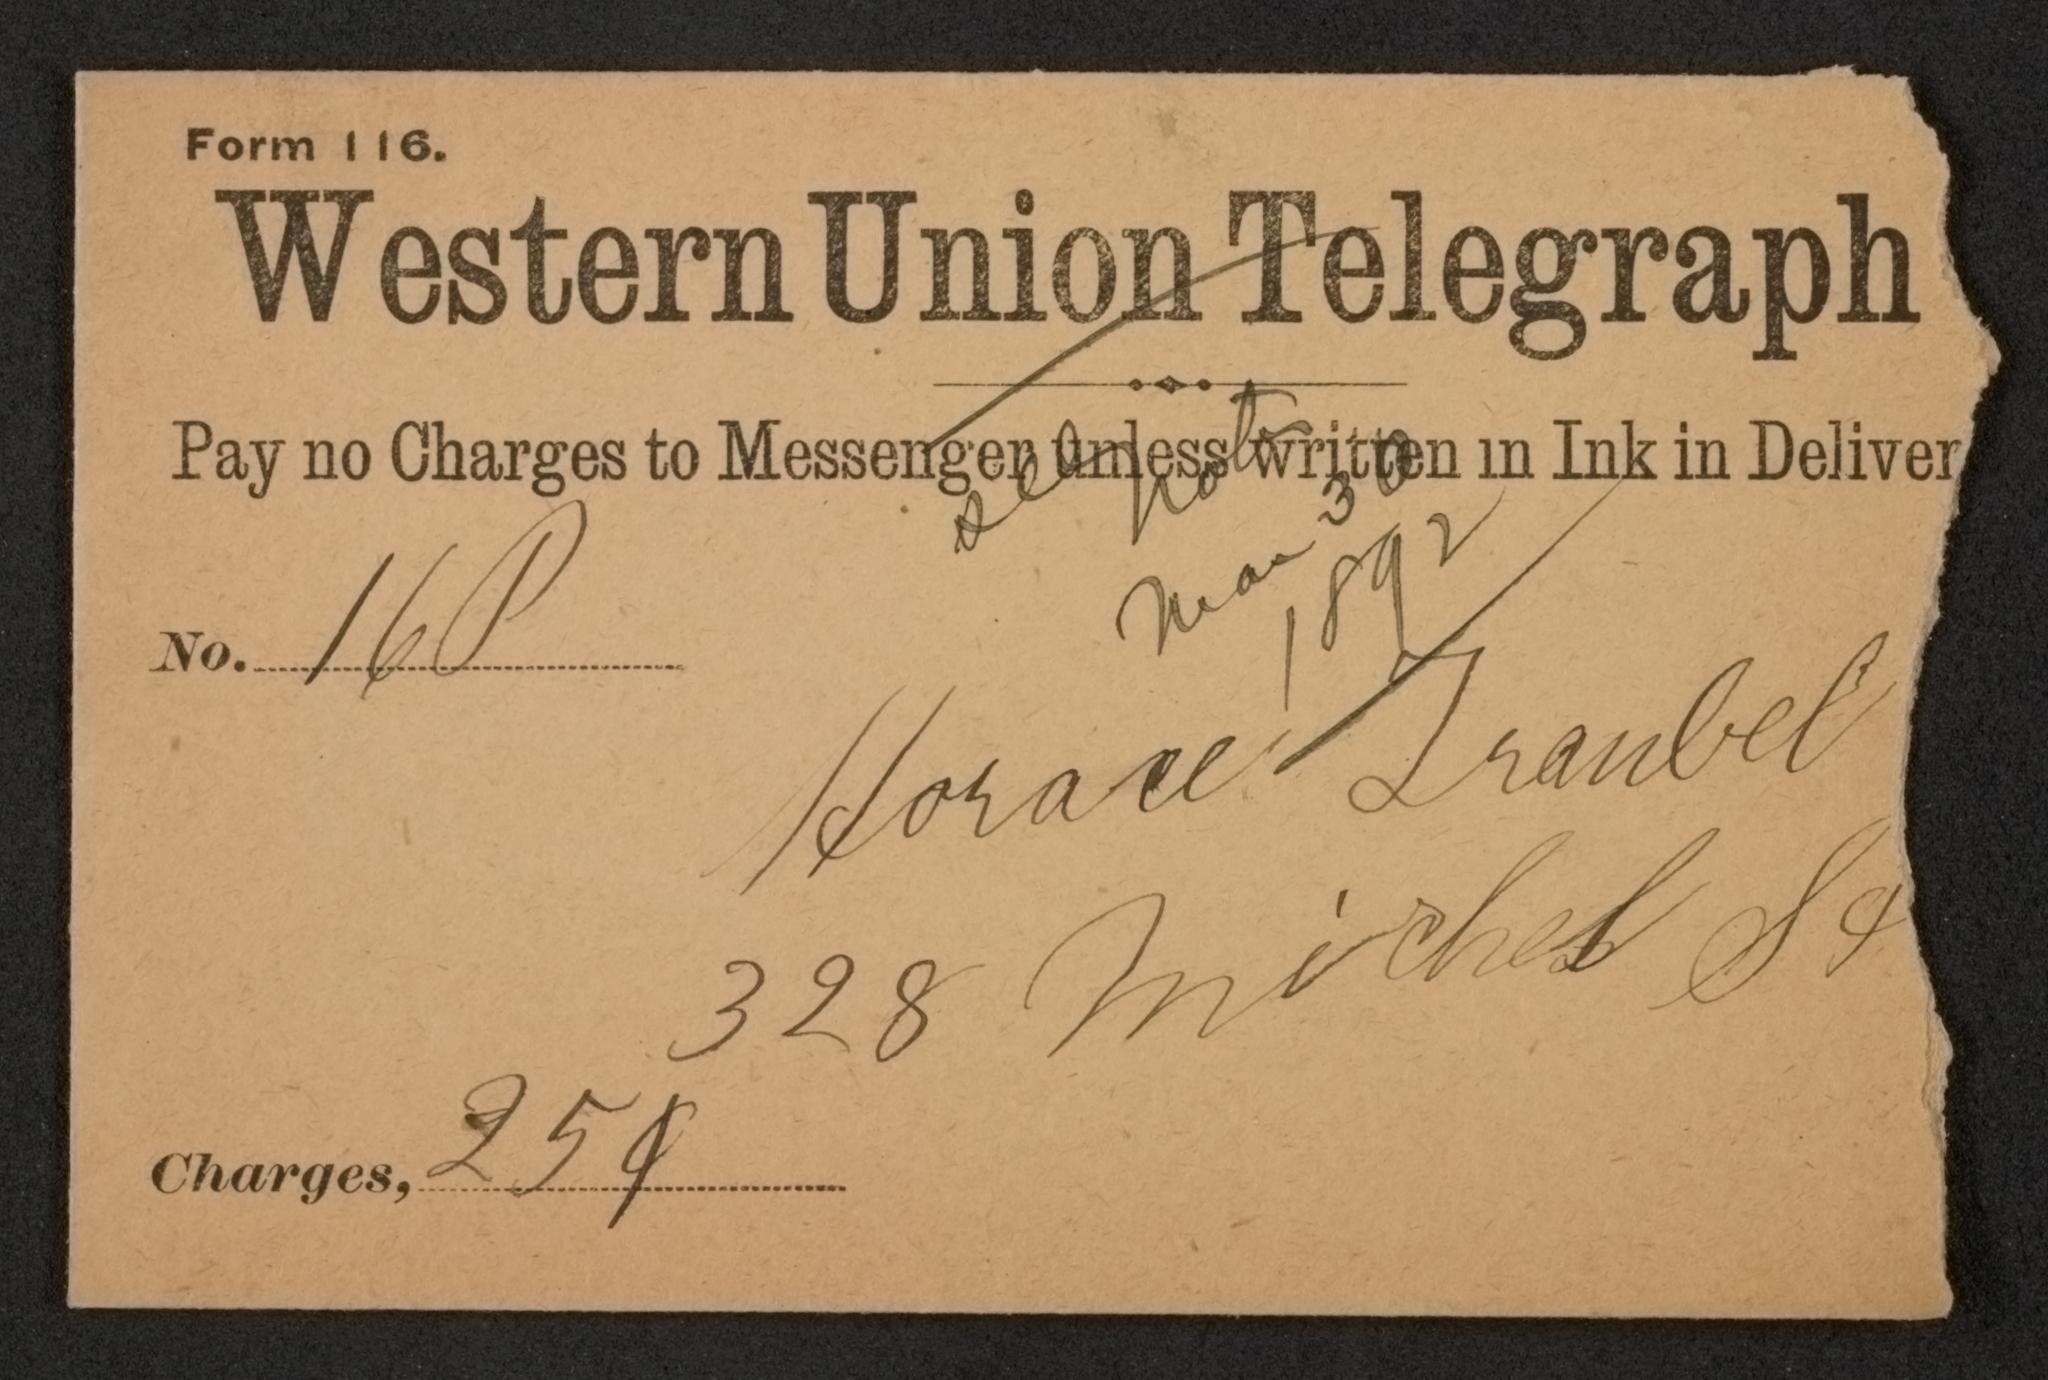 Form 116.
Western Union Telegraph
Pay no Charges to Messenger unless written in Ink in Deliver
see note
Mar 30
1892
No. 16 P
Horace Traubel
328 Michel St
Charges, 25¢